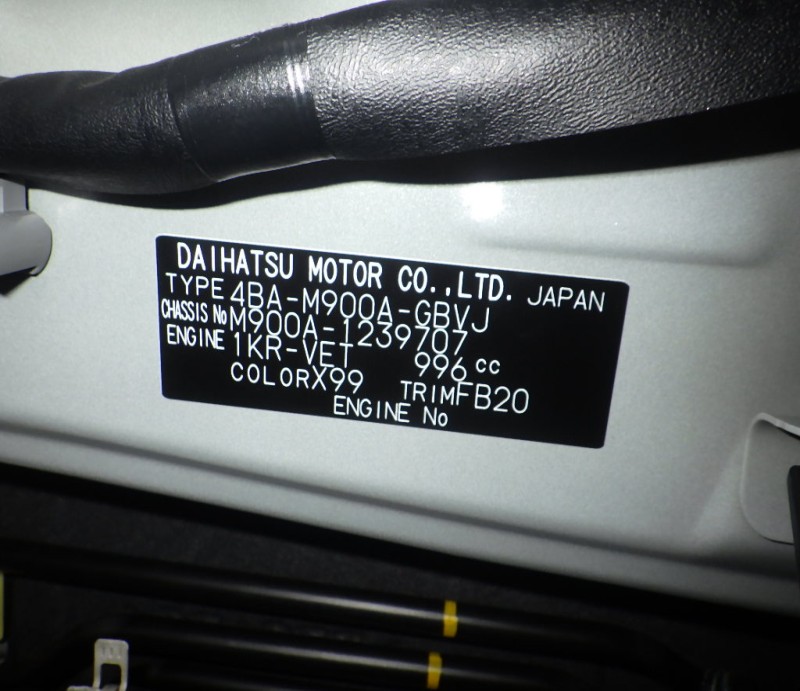 DAIHATSU MOTOR CO.,LTD. JAPAN
TYPE 4BA-M900A-GBVJ
CHASSIS No M900A-1239707
ENGINE 1KR-VET 996 cc
COLOR X99 TRIM FB20
ENGINE No